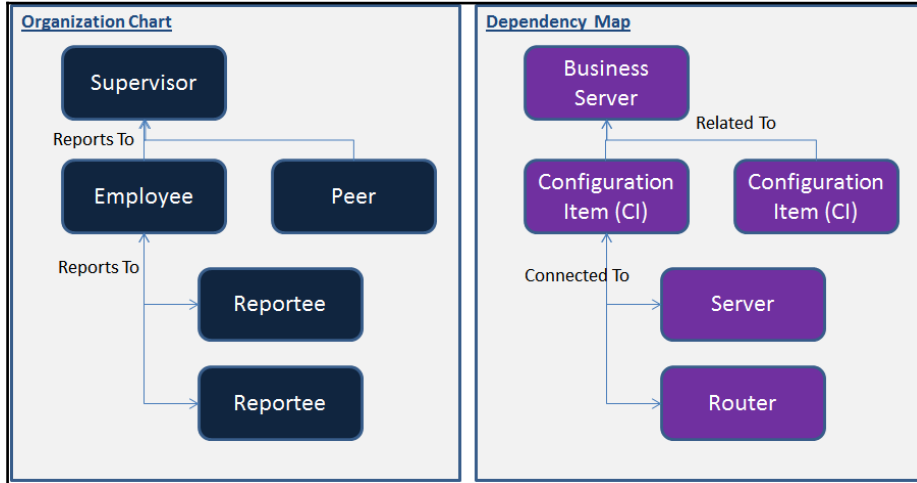 Organization Chart
Supervisor
Reports To
Employee
Peer
Reports To
Reportee
Reportee
Dependency Map
Business
Server
Related To
Configuration
Item (CI)
Configuration
Item (CI)
Connected To
Server
Router